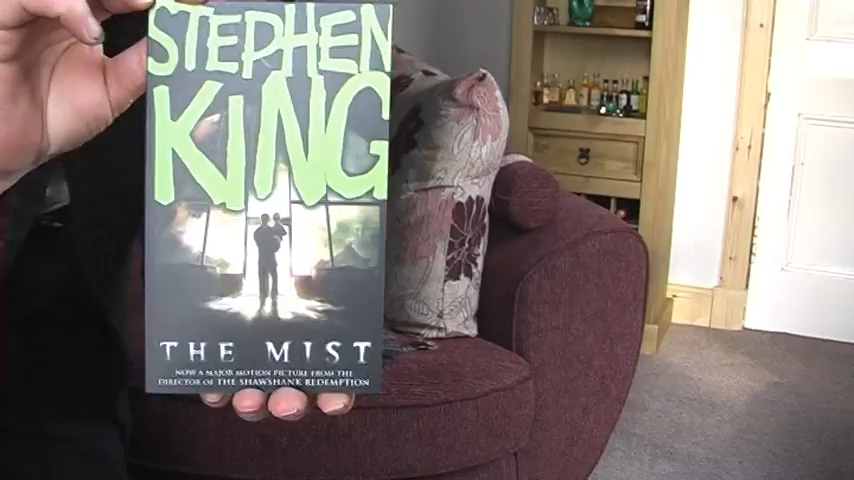 STEPHEN
KING
THE MIST
NOW A MAJOR MOTION PICTURE FROM THE
DIRECTOR OF THE SHAWSHANK REDEMPTION